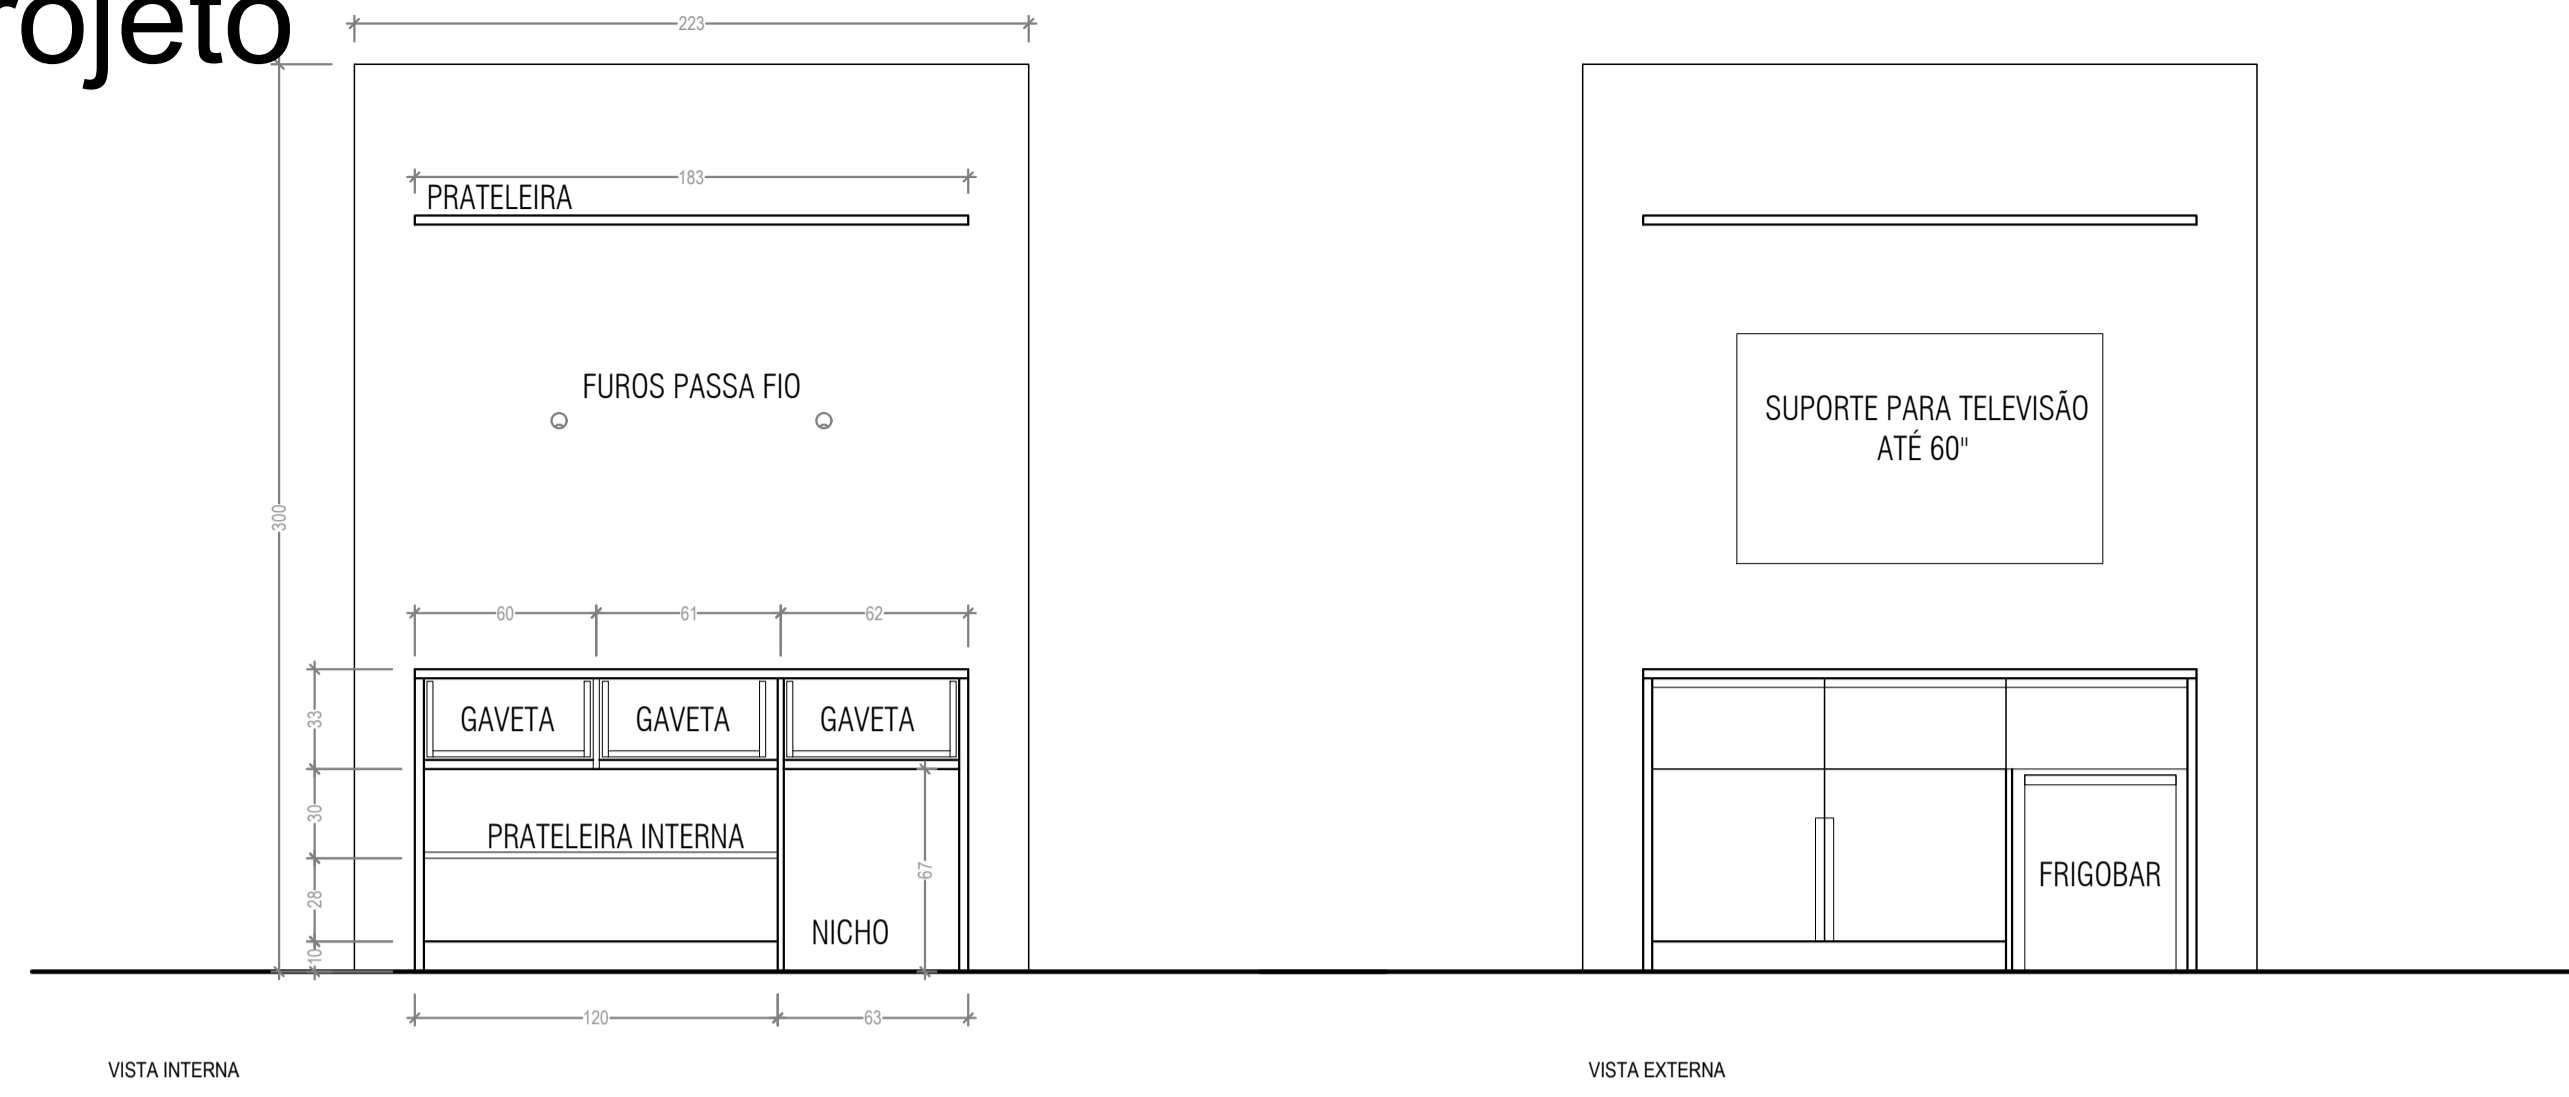 rojeto
223
183
PRATELEIRA
FUROS PASSA FIO
300
60 61 62
33
GAVETA GAVETA GAVETA
30
PRATELEIRA INTERNA
67
28
NICHO
10
120 63
VISTA INTERNA
SUPORTE PARA TELEVISÃO
ATÉ 60"
FRIGOBAR
VISTA EXTERNA